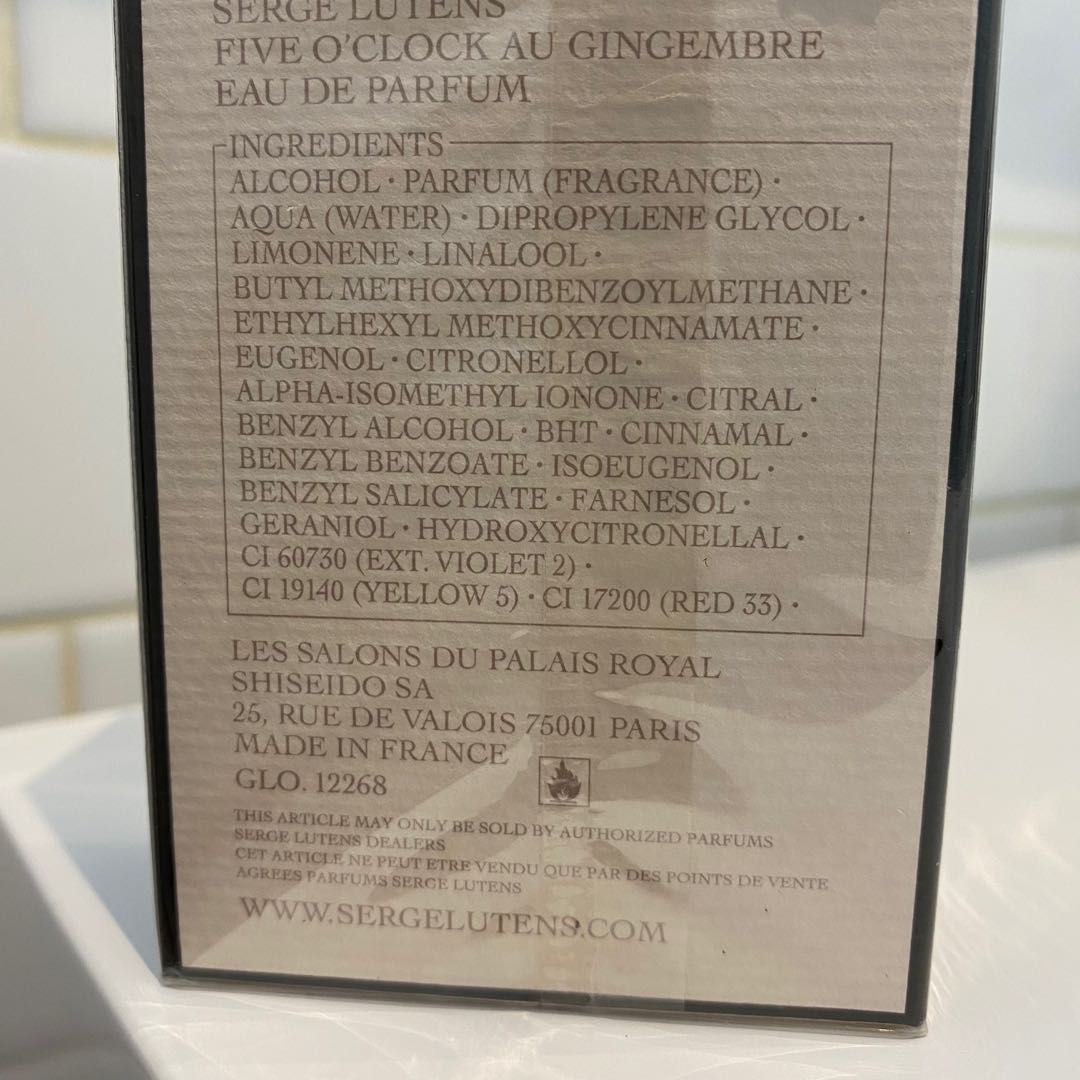 SERGE LUTENS
FIVE O'CLOCK AU GINGEMBRE
EAU DE PARFUM
INGREDIENTS
ALCOHOL · PARFUM (FRAGRANCE) ·
AQUA (WATER) · DIPROPYLENE GLYCOL ·
LIMONENE · LINALOOL ·
BUTYL METHOXYDIBENZOYLMETHANE ·
ETHYLHEXYL METHOXYCINNAMATE ·
EUGENOL · CITRONELLOL ·
ALPHA-ISOMETHYL IONONE · CITRAL ·
BENZYL ALCOHOL · BHT · CINNAMAL ·
BENZYL BENZOATE · ISOEUGENOL ·
BENZYL SALICYLATE · FARNESOL ·
GERANIOL · HYDROXYCITRONELLAL ·
CI 60730 (EXT. VIOLET 2) ·
CI 19140 (YELLOW 5) · CI 17200 (RED 33) ·
LES SALONS DU PALAIS ROYAL
SHISEIDO SA
25, RUE DE VALOIS 75001 PARIS
MADE IN FRANCE
GLO. 12268
THIS ARTICLE MAY ONLY BE SOLD BY AUTHORIZED PARFUMS
SERGE LUTENS DEALERS
CET ARTICLE NE PEUT ETRE VENDU QUE PAR DES POINTS DE VENTE
AGREES PARFUMS SERGE LUTENS
WWW.SERGELUTENS.COM